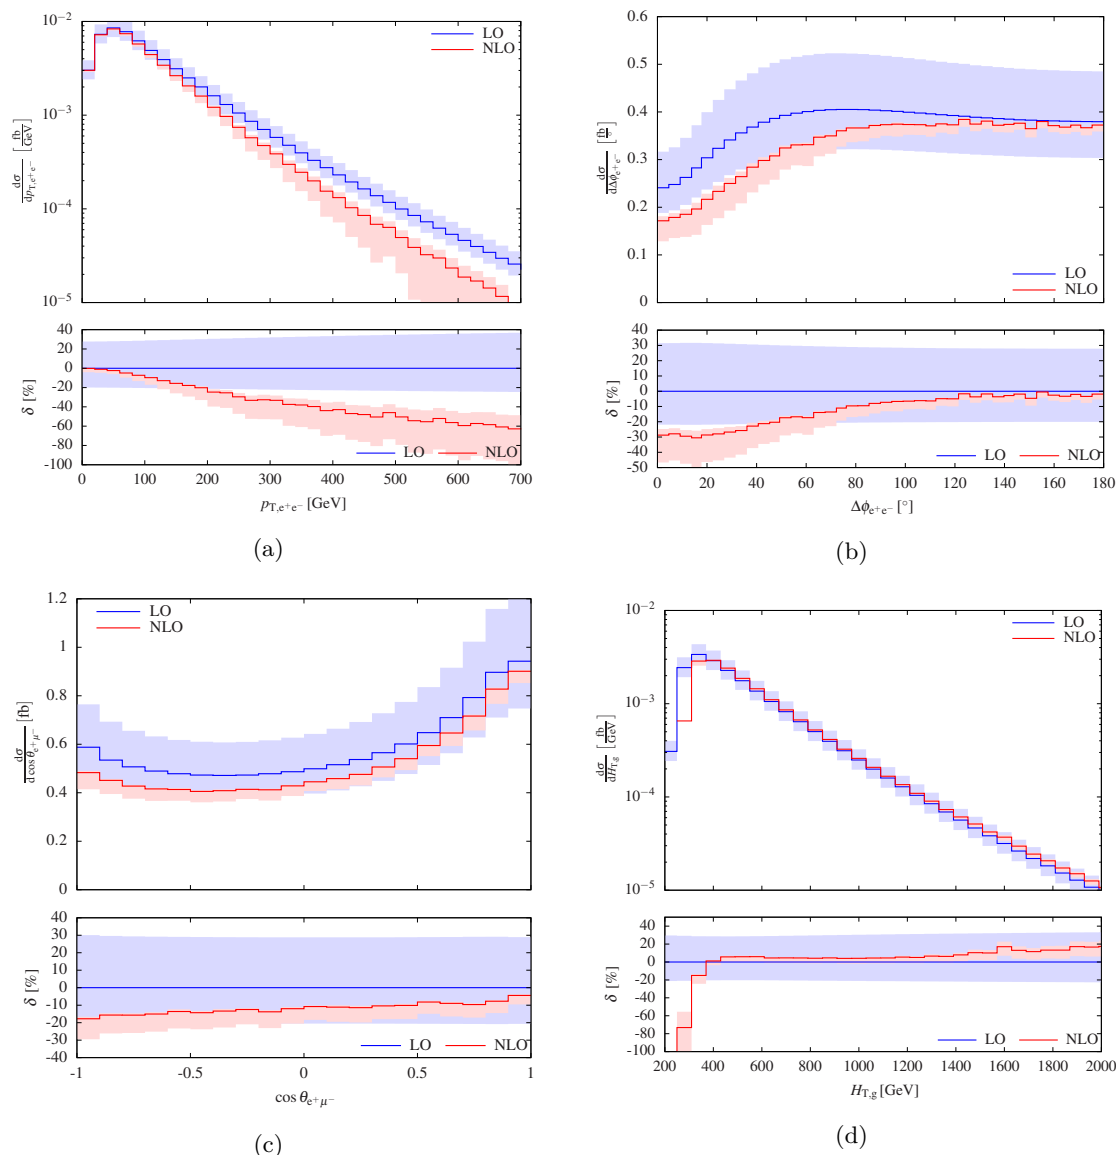 10⁻²
10⁻³
10⁻⁴
10⁻⁵
dσ/dp_T,e⁺e⁻ [fb/GeV]
LO
NLO
40
20
0
-20
-40
-60
-80
-100
δ [%]
LO
NLO
0 100 200 300 400 500 600 700
p_T,e⁺e⁻ [GeV]
(a)
0.6
0.5
0.4
0.3
0.2
0.1
0
dσ/dΔϕ_e⁺e⁻ [fb/°]
LO
NLO
40
30
20
10
0
-10
-20
-30
-40
-50
δ [%]
LO
NLO
0 20 40 60 80 100 120 140 160 180
Δϕ_e⁺e⁻ [°]
(b)
1.2
1
0.8
0.6
0.4
0.2
0
dσ/d cos θ_e⁺μ⁻ [fb]
LO
NLO
50
40
30
20
10
0
-10
-20
-30
-40
δ [%]
LO
NLO
-1 -0.5 0 0.5 1
cos θ_e⁺μ⁻
(c)
10⁻²
10⁻³
10⁻⁴
10⁻⁵
dσ/dH_T,g [fb/GeV]
LO
NLO
40
20
0
-20
-40
-60
-80
-100
δ [%]
LO
NLO
200 400 600 800 1000 1200 1400 1600 1800 2000
H_T,g [GeV]
(d)